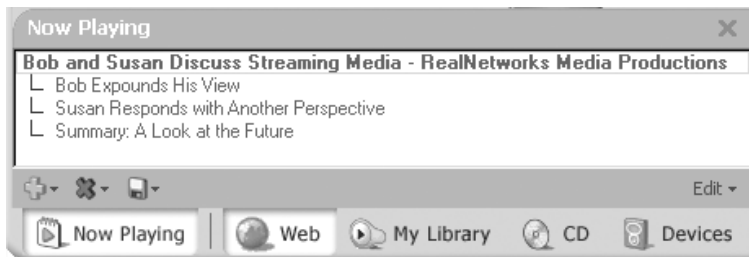 Now Playing
Bob and Susan Discuss Streaming Media - RealNetworks Media Productions
Bob Expounds His View
Susan Responds with Another Perspective
Summary: A Look at the Future
Edit
Now Playing Web My Library CD Devices